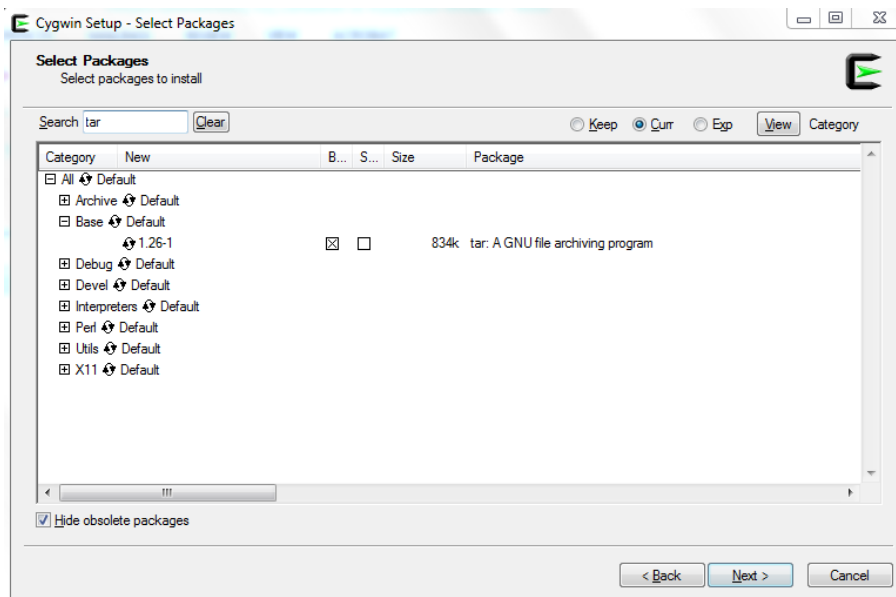 Cygwin Setup - Select Packages
Select Packages
Select packages to install
Search tar Clear Keep Curr Exp View Category
Category New B... S... Size Package
All Default
Archive Default
Base Default
1.26-1 834k tar: A GNU file archiving program
Debug Default
Devel Default
Interpreters Default
Perl Default
Utils Default
X11 Default
Hide obsolete packages
< Back Next > Cancel